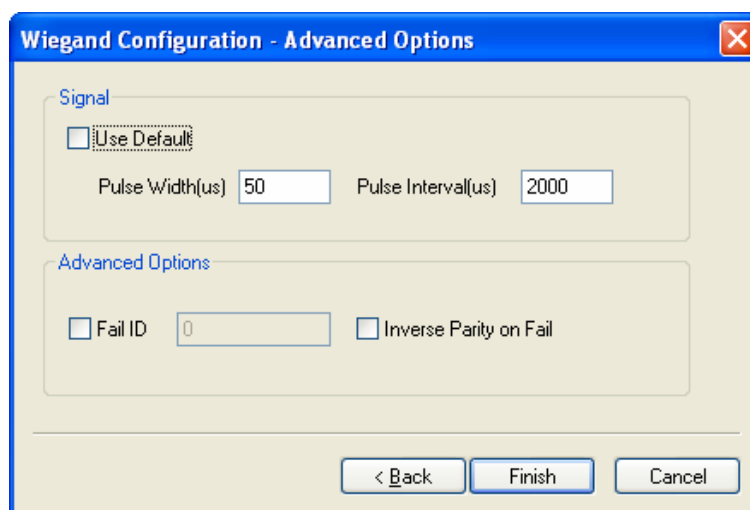 Wiegand Configuration - Advanced Options
Signal
Use Default
Pulse Width(us) 50 Pulse Interval(us) 2000
Advanced Options
Fail ID 0 Inverse Parity on Fail
< Back Finish Cancel